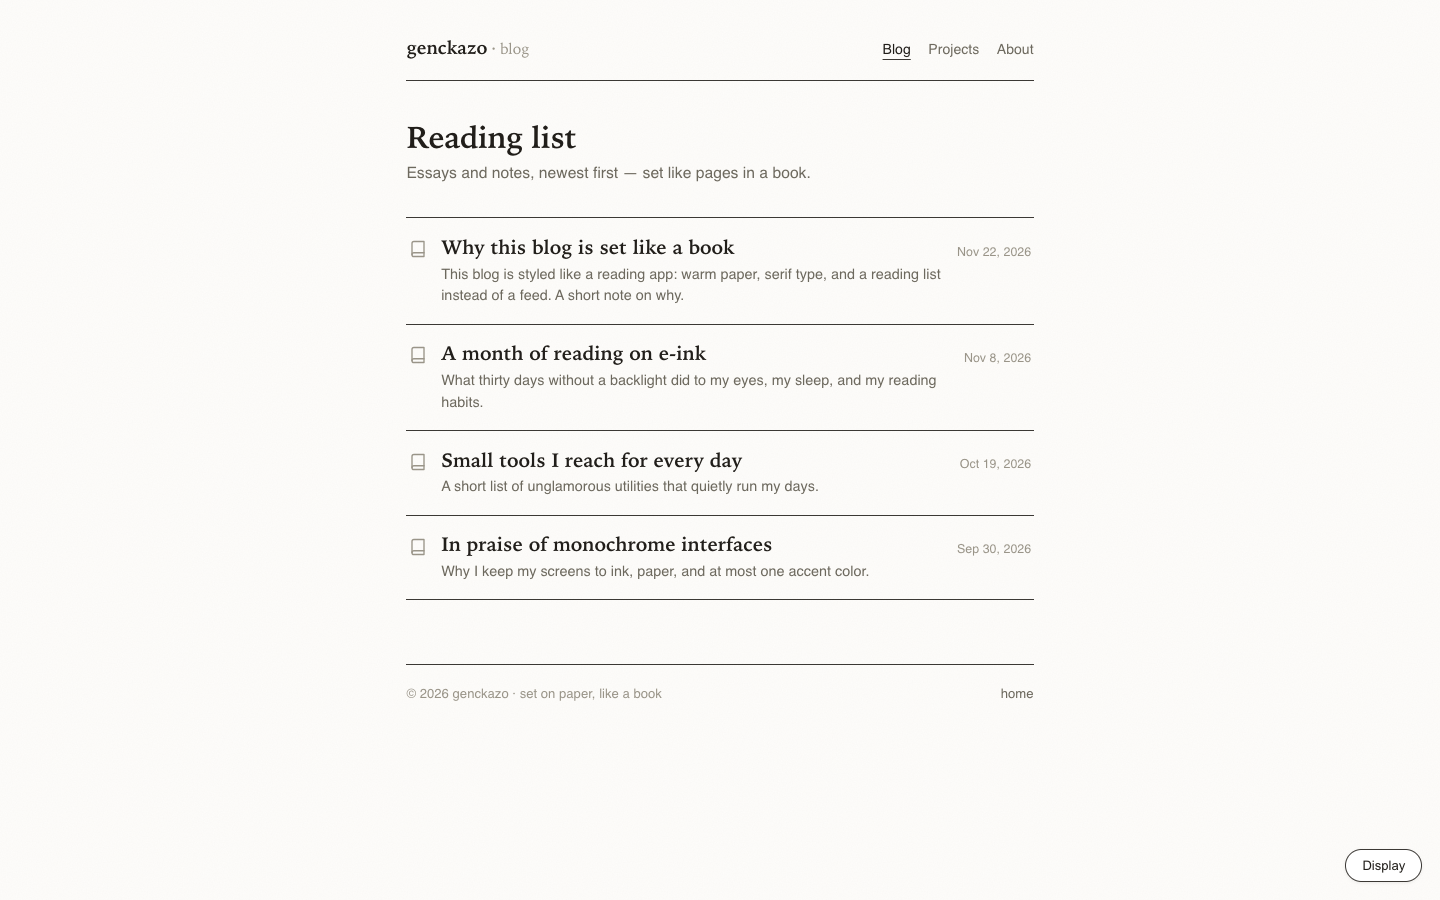 genckazo · blog
Blog Projects About
Reading list
Essays and notes, newest first — set like pages in a book.
Why this blog is set like a book
Nov 22, 2026
This blog is styled like a reading app: warm paper, serif type, and a reading list
instead of a feed. A short note on why.
A month of reading on e-ink
Nov 8, 2026
What thirty days without a backlight did to my eyes, my sleep, and my reading
habits.
Small tools I reach for every day
Oct 19, 2026
A short list of unglamorous utilities that quietly run my days.
In praise of monochrome interfaces
Sep 30, 2026
Why I keep my screens to ink, paper, and at most one accent color.
© 2026 genckazo · set on paper, like a book
home
Display